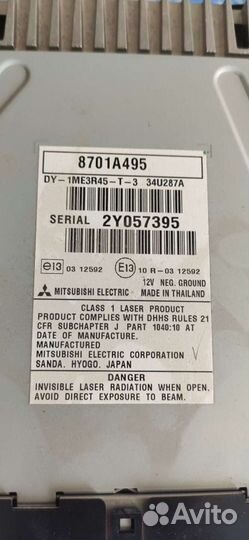 8701A495
DY-1ME3R45-T-3 34U287A
SERIAL 2Y057395
e13 03 12592 E13 10 R-03 12592
12V NEG. GROUND
MITSUBISHI ELECTRIC MADE IN THAILAND
CLASS 1 LASER PRODUCT
PRODUCT COMPLIES WITH DHHS RULES 21
CFR SUBCHAPTER J PART 1040:10 AT
DATE OF MANUFACTURE.
MANUFACTURED
MITSUBISHI ELECTRIC CORPORATION
SANDA. HYOGO. JAPAN
DANGER
INVISIBLE LASER RADIATION WHEN OPEN.
AVOID DIRECT EXPOSURE TO BEAM.
Avito